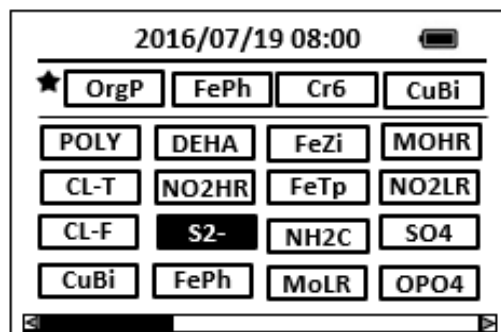 2016/07/19 08:00
OrgP FePh Cr6 CuBi
POLY DEHA FeZi MOHR
CL-T NO2HR FeTp NO2LR
CL-F S2- NH2C SO4
CuBi FePh MoLR OPO4